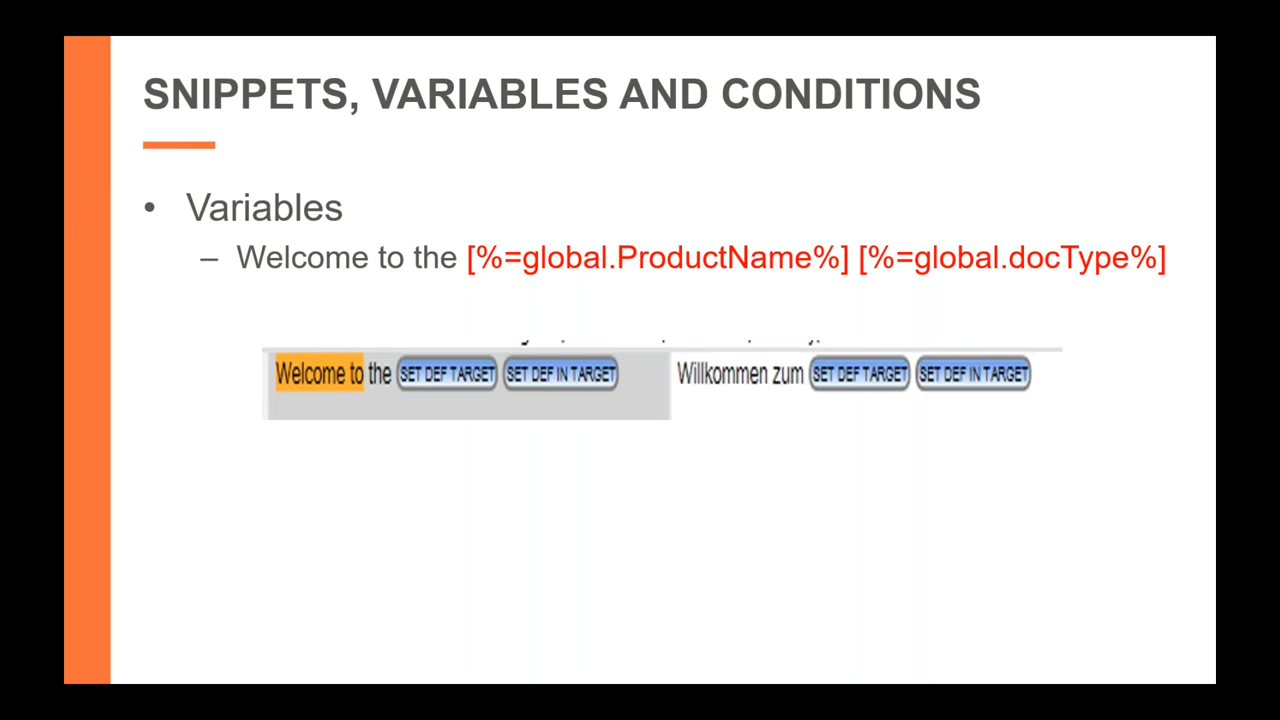 SNIPPETS, VARIABLES AND CONDITIONS
• Variables
– Welcome to the [%=global.ProductName%] [%=global.docType%]
Welcome to the SET DEF TARGET SET DEF IN TARGET Willkommen zum SET DEF TARGET SET DEF IN TARGET